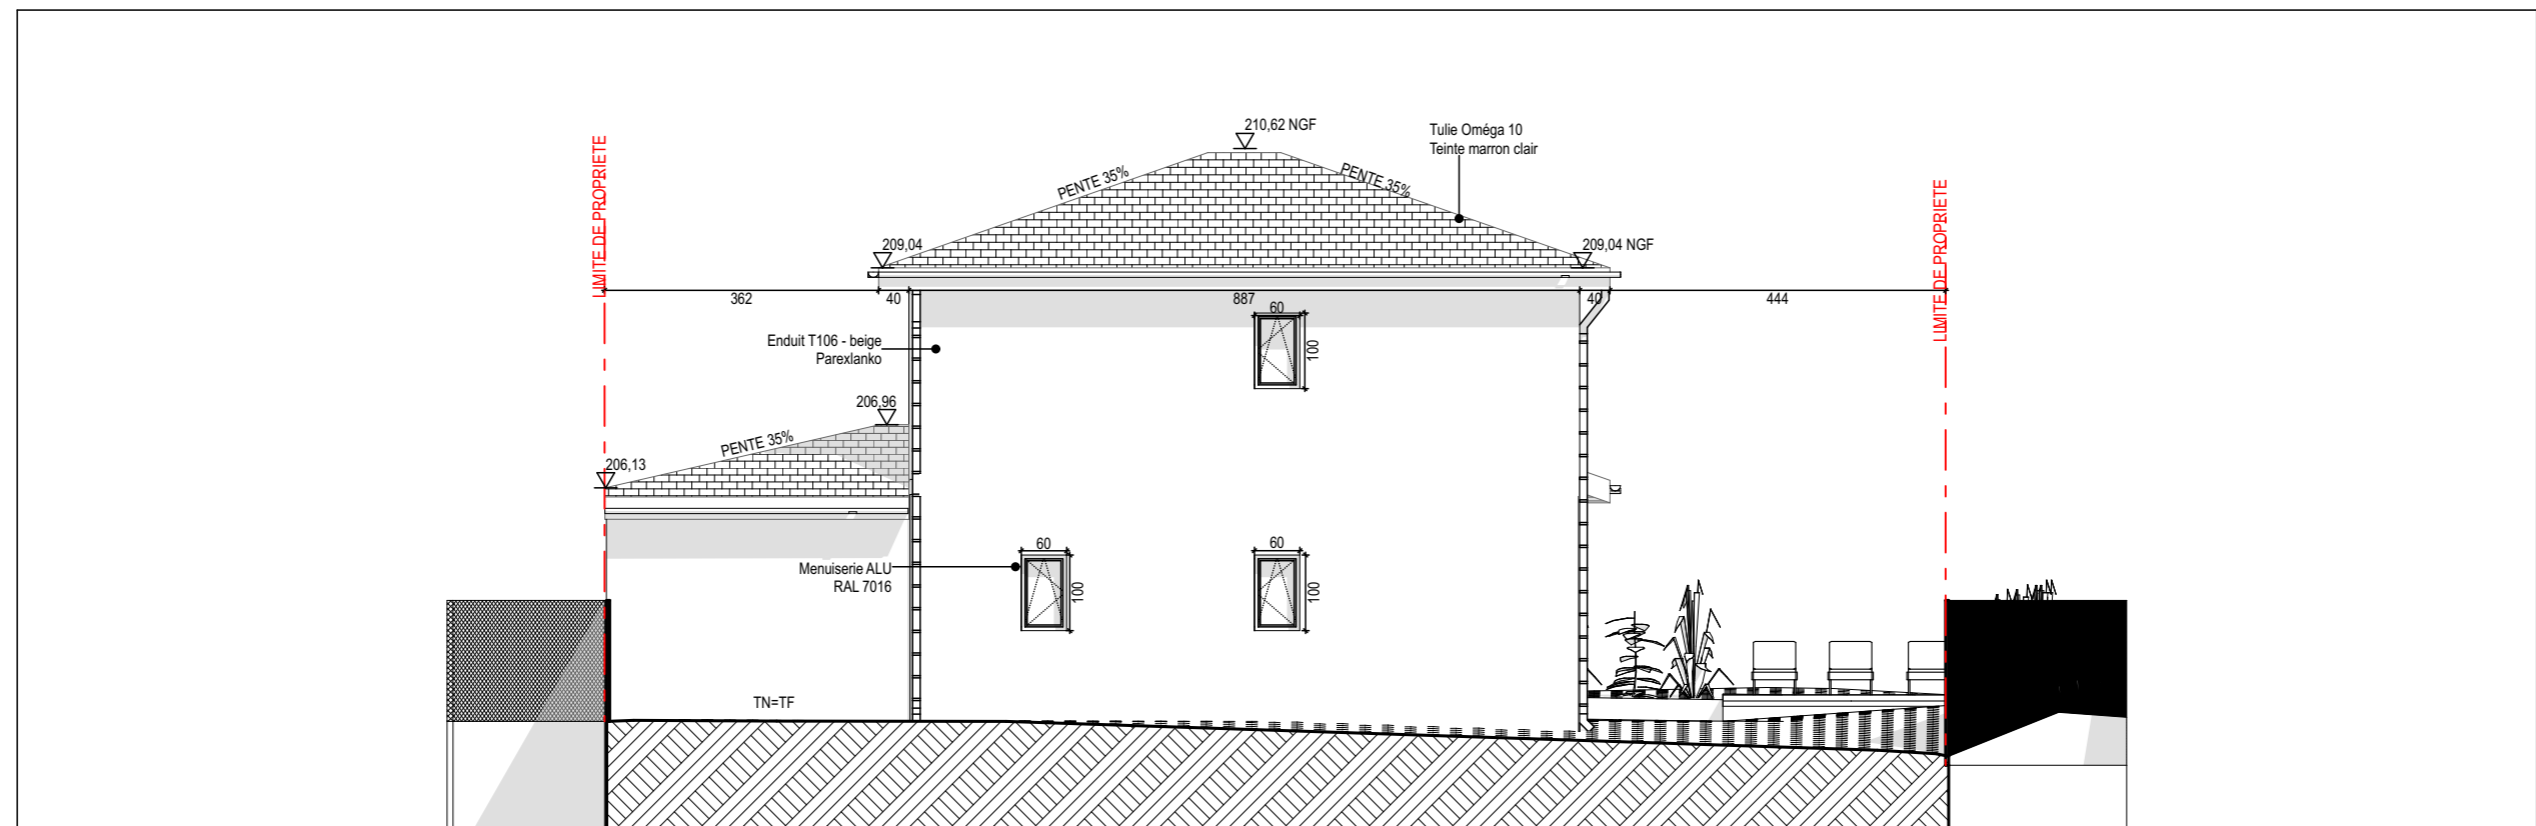 210,62 NGF
Tulie Oméga 10
Teinte marron clair
LIMITE DE PROPRIETE
PENTE 35%
PENTE 35%
LIMITE DE PROPRIETE
209,04
209,04 NGF
362
40
887
40
444
60
100
Enduit T106 - beige
Parexlanko
206,96
PENTE 35%
206,13
60
100
60
100
Menuiserie ALU
RAL 7016
TN=TF